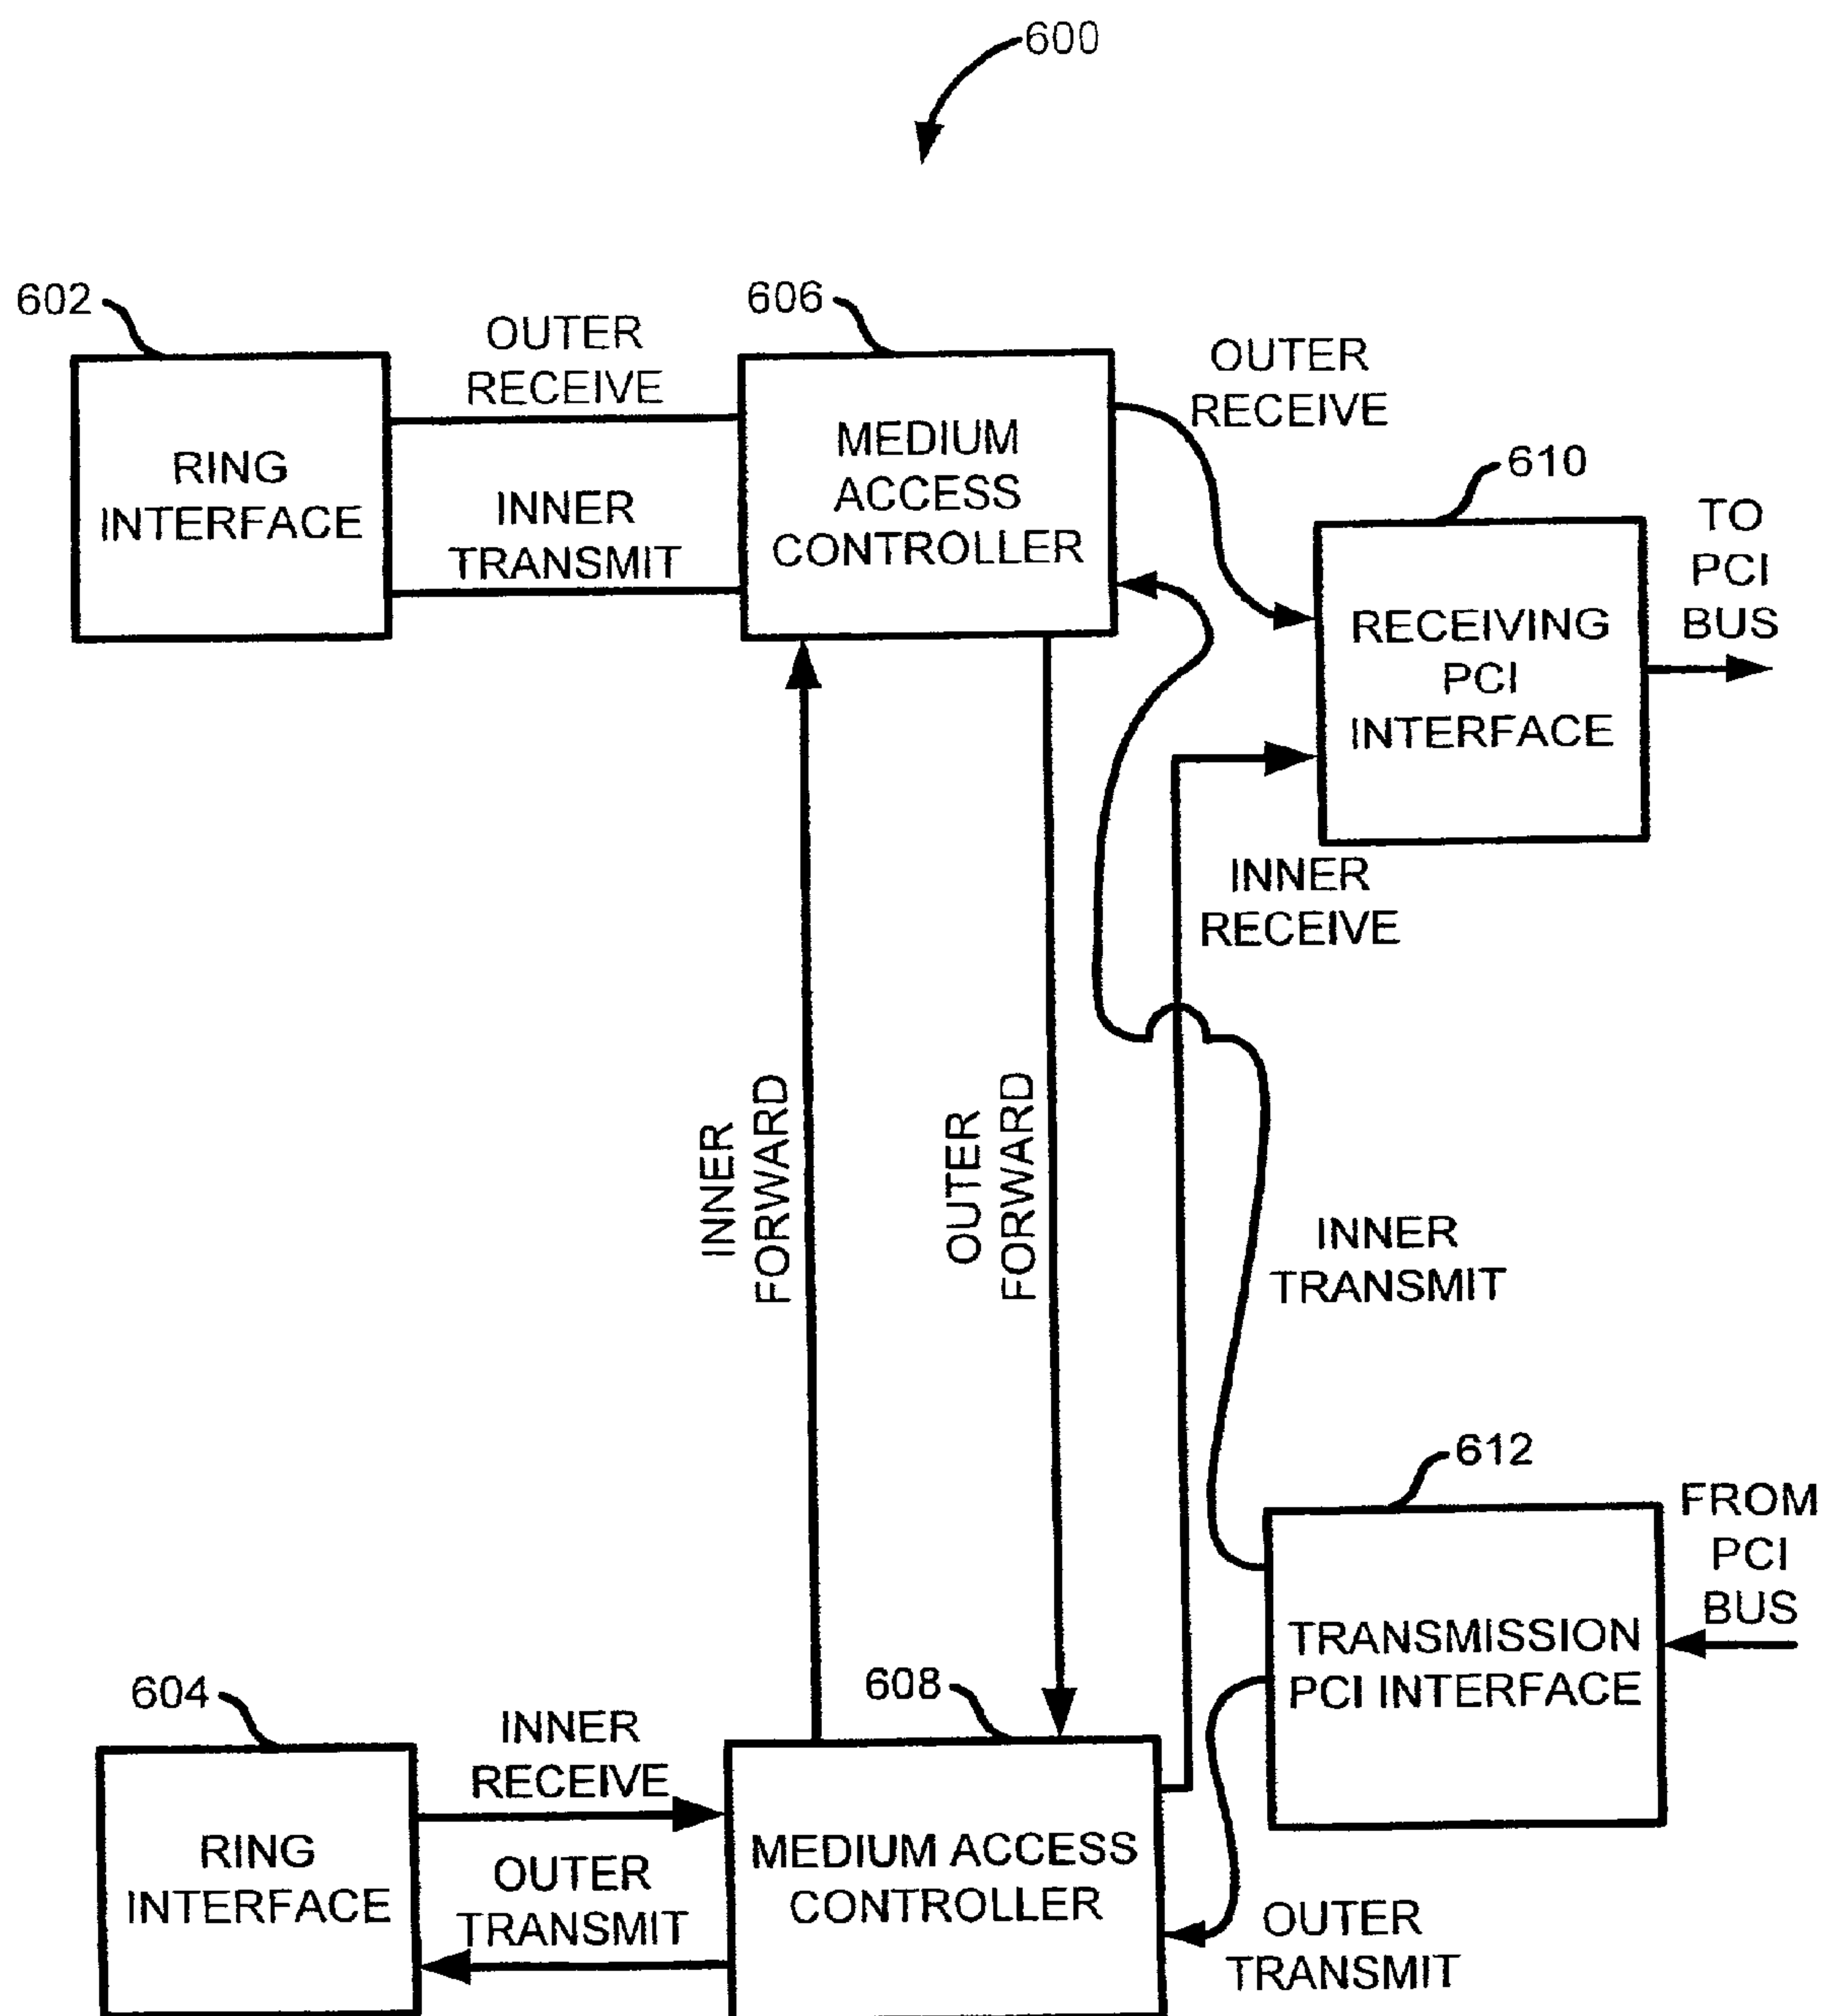 600
602
OUTER
RECEIVE
606
OUTER
RECEIVE
RING
INTERFACE
INNER
TRANSMIT
MEDIUM
ACCESS
CONTROLLER
610
TO
PCI
BUS
RECEIVING
PCI
INTERFACE
INNER
RECEIVE
INNER
FORWARD
OUTER
FORWARD
INNER
TRANSMIT
612
FROM
PCI
BUS
TRANSMISSION
PCI INTERFACE
604
INNER
RECEIVE
608
RING
INTERFACE
OUTER
TRANSMIT
MEDIUM ACCESS
CONTROLLER
OUTER
TRANSMIT